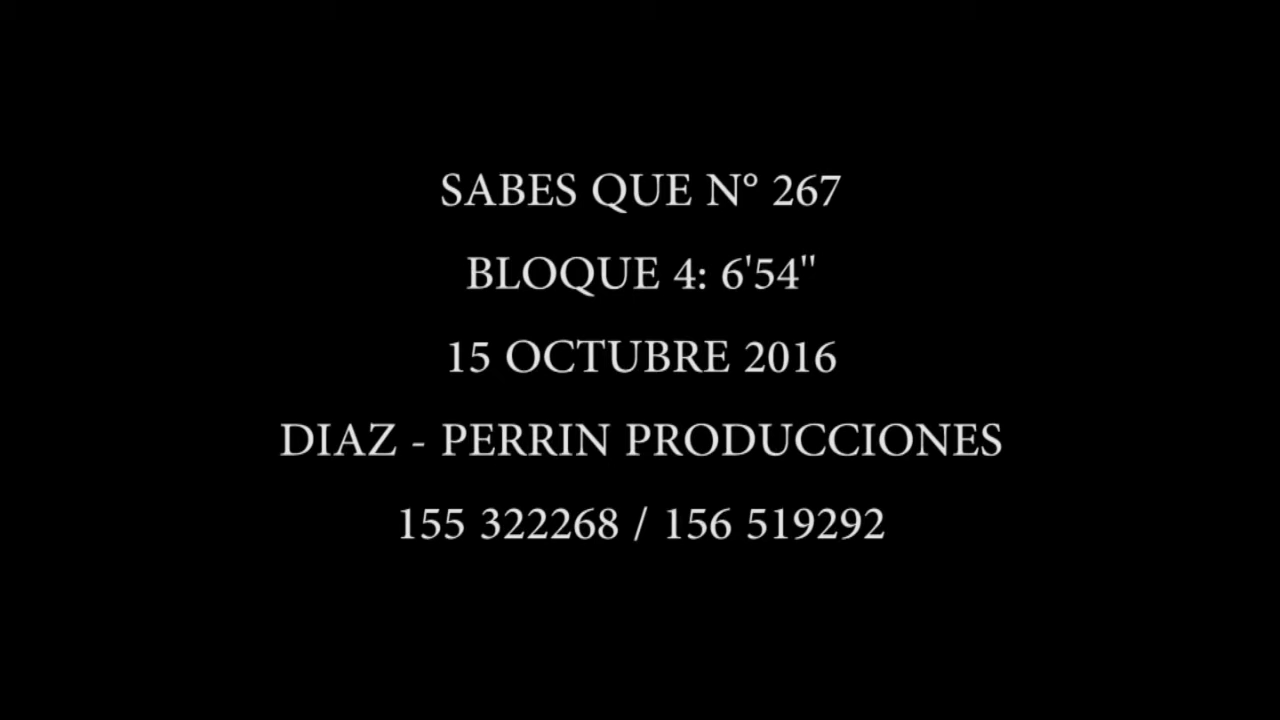 SABES QUE N° 267
BLOQUE 4: 6'54"
15 OCTUBRE 2016
DIAZ - PERRIN PRODUCCIONES
155 322268 / 156 519292